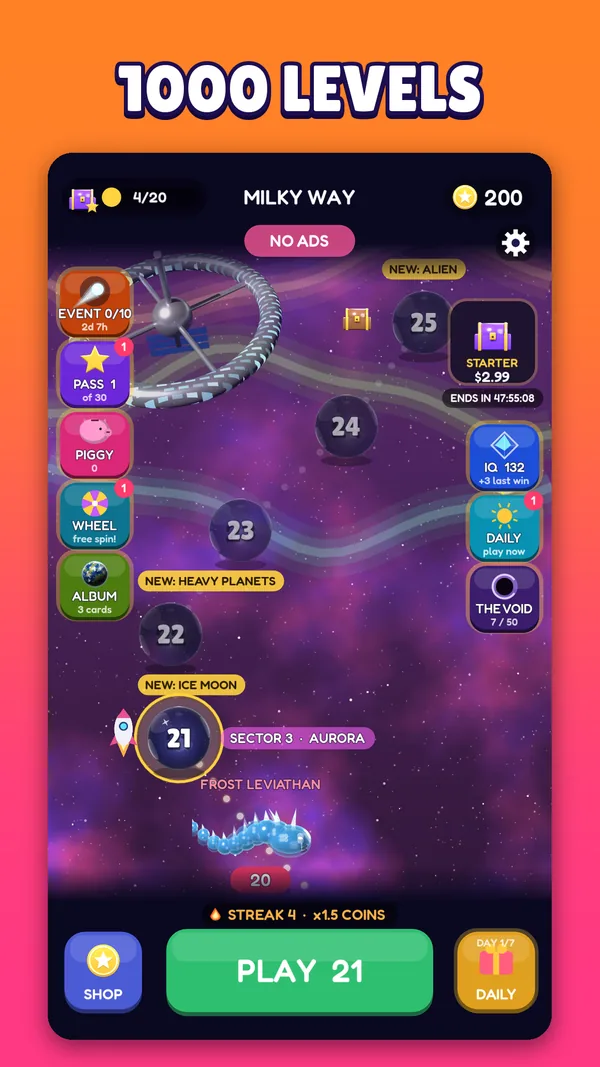 1000 LEVELS
4/20
MILKY WAY
200
NO ADS
NEW: ALIEN
EVENT 0/10
2d 7h
25
STARTER
$2.99
ENDS IN 47:55:08
1
PASS 1
of 30
24
PIGGY
0
IQ 132
+3 last win
1
WHEEL
free spin!
23
1
DAILY
play now
NEW: HEAVY PLANETS
ALBUM
3 cards
THE VOID
7 / 50
22
NEW: ICE MOON
21
SECTOR 3 · AURORA
FROST LEVIATHAN
20
STREAK 4 · x1.5 COINS
SHOP
PLAY 21
DAY 1/7
DAILY